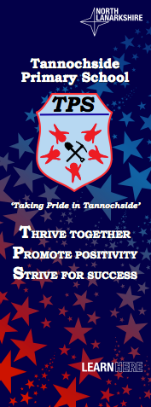 NORTH
LANARKSHIRE
Tannochside
Primary School
TPS
'Taking Pride in Tannochside'
THRIVE TOGETHER
PROMOTE POSITIVITY
STRIVE FOR SUCCESS
LEARNHERE